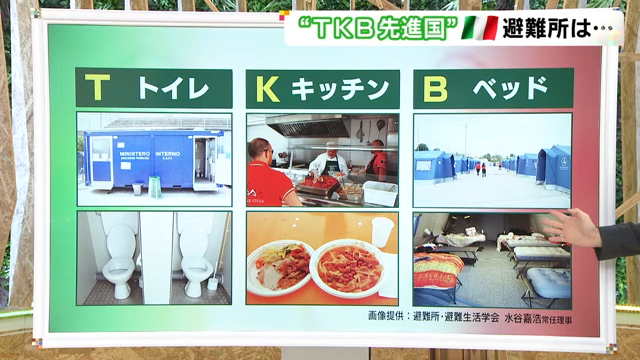 “TKB先進国” 避難所は…
T トイレ
K キッチン
B ベッド
MINISTERO INTERNO
画像提供：避難所・避難生活学会 水谷嘉浩常任理事